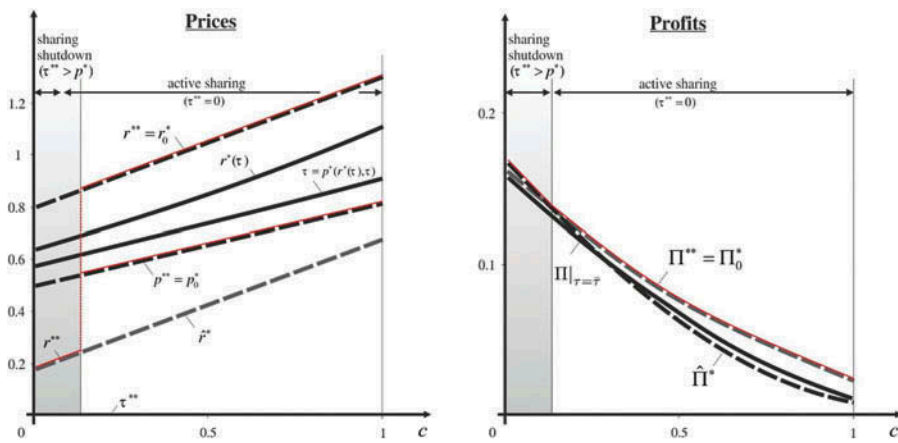 Prices
sharing
shutdown
(τ** > p*)
active sharing
(τ** = 0)
1.2
1
0.8
0.6
0.4
0.2
0
r** = r₀*
r*(τ)
τ = p*(r*(τ),τ)
p** = p₀*
r̂*
r**
τ**
0.5
1
c
Profits
sharing
shutdown
(τ** > p*)
active sharing
(τ** = 0)
0.2
0.1
0
Π** = Π₀*
Π|τ=τ̄
Π̂*
0.5
1
c